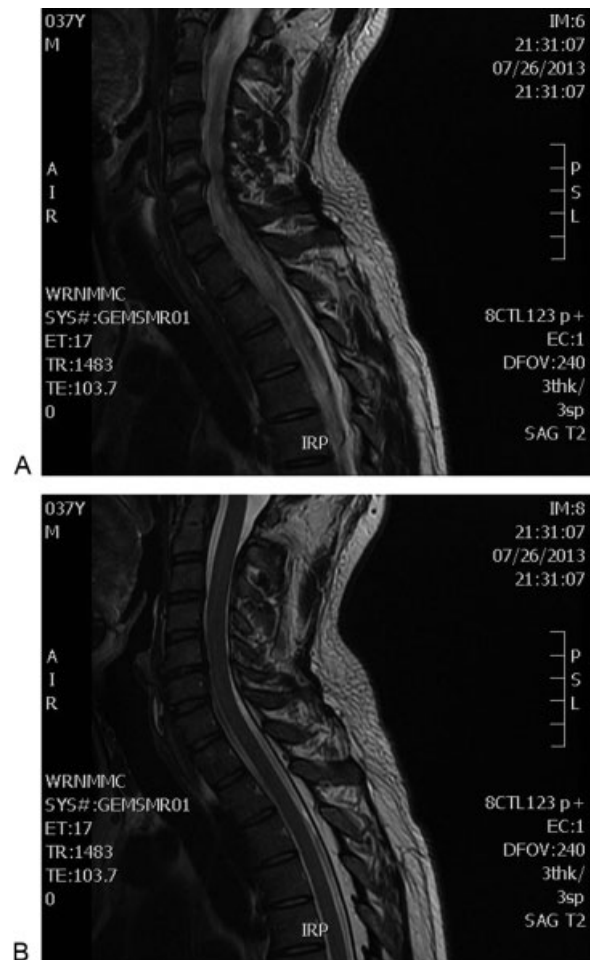 037Y
M
IM:6
21:31:07
07/26/2013
21:31:07
A
I
R
P
S
L
WRNMMC
SYS#:GEMSMR01
ET:17
TR:1483
TE:103.7
0
8CTL123 p+
EC:1
DFOV:240
3thk/
3sp
SAG T2
IRP
A
037Y
M
IM:8
21:31:07
07/26/2013
21:31:07
A
I
R
P
S
L
WRNMMC
SYS#:GEMSMR01
ET:17
TR:1483
TE:103.7
0
8CTL123 p+
EC:1
DFOV:240
3thk/
3sp
SAG T2
IRP
B